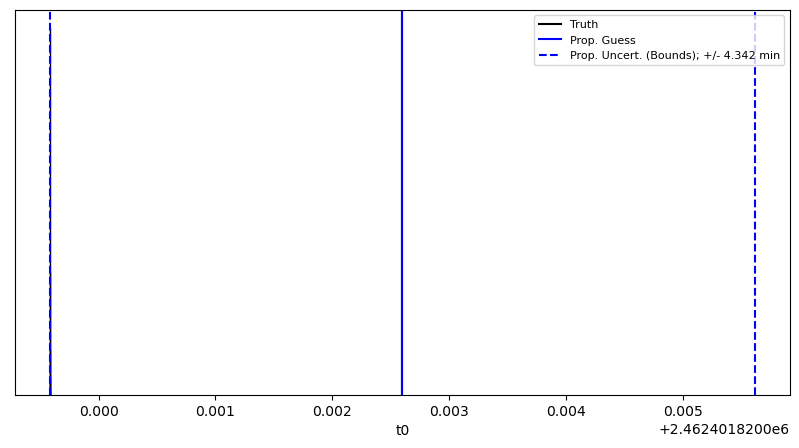 Truth
Prop. Guess
Prop. Uncert. (Bounds); +/- 4.342 min
0.000 0.001 0.002 0.003 0.004 0.005
t0
+2.4624018200e6